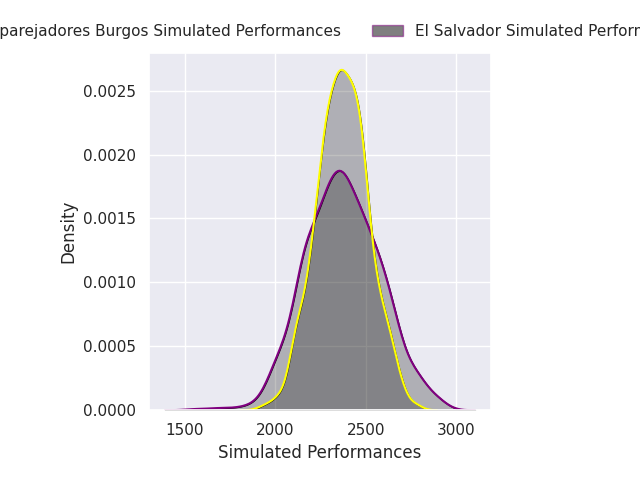 parejadores Burgos Simulated Performances El Salvador Simulated Perforr
0.0025
0.0020
0.0015
0.0010
0.0005
0.0000
Density
1500 2000 2500 3000
Simulated Performances